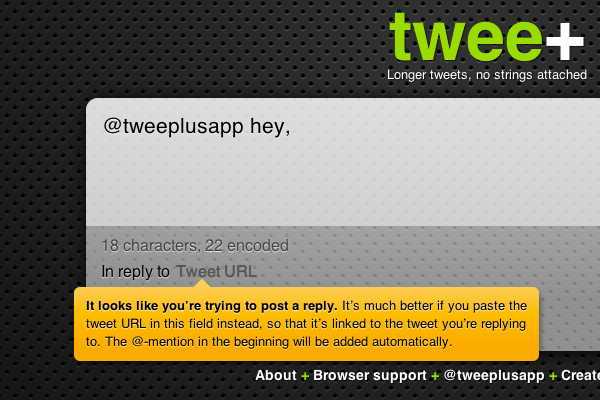 twee+
Longer tweets, no strings attached
@tweeplusapp hey,
18 characters, 22 encoded
In reply to Tweet URL
It looks like you’re trying to post a reply. It’s much better if you paste the
tweet URL in this field instead, so that it’s linked to the tweet you’re replying
to. The @-mention in the beginning will be added automatically.
About + Browser support + @tweeplusapp + Create